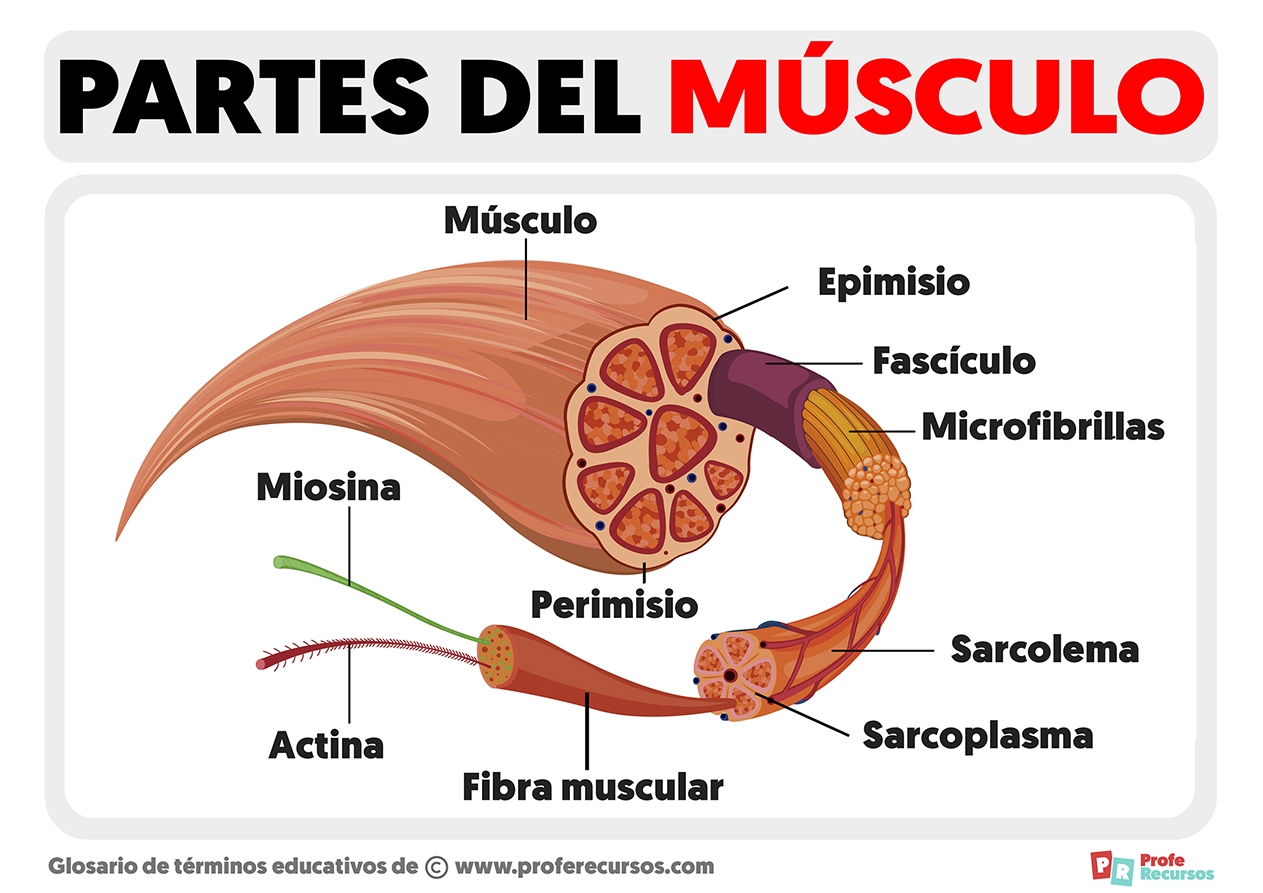 PARTES DEL MÚSCULO
Músculo
Epimisio
Fascículo
Microfibrillas
Miosina
Perimisio
Sarcolema
Sarcoplasma
Actina
Fibra muscular
Glosario de términos educativos de © www.proferecursos.com
PR Profe
Recursos